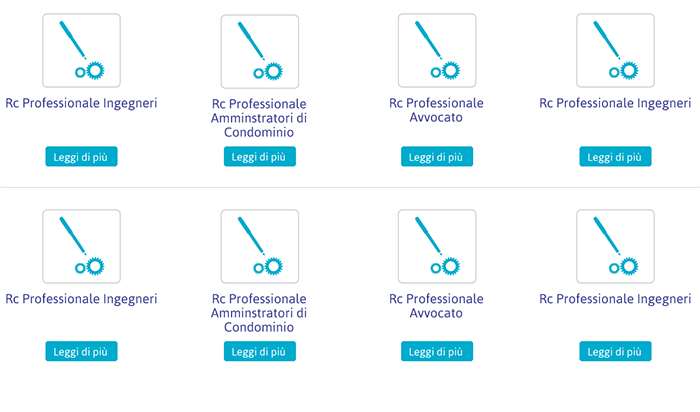 Rc Professionale Ingegneri
Rc Professionale
Amminstratori di
Condominio
Rc Professionale
Avvocato
Rc Professionale Ingegneri
Leggi di più
Leggi di più
Leggi di più
Leggi di più
Rc Professionale Ingegneri
Rc Professionale
Amminstratori di
Condominio
Rc Professionale
Avvocato
Rc Professionale Ingegneri
Leggi di più
Leggi di più
Leggi di più
Leggi di più